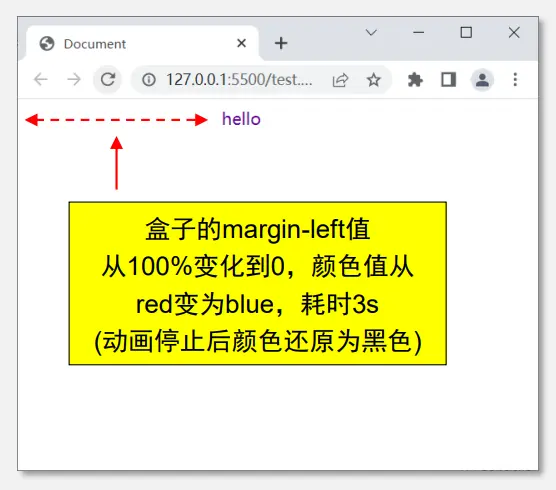 Document
127.0.0.1:5500/test....
hello
盒子的margin-left值
从100%变化到0，颜色值从
red变为blue，耗时3s
(动画停止后颜色还原为黑色)